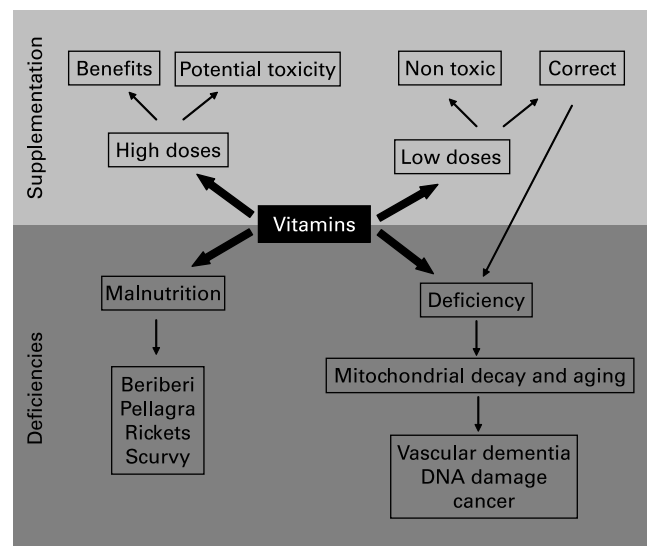 Supplementation
Benefits
Potential toxicity
Non toxic
Correct
High doses
Low doses
Vitamins
Deficiencies
Malnutrition
Deficiency
Beriberi
Pellagra
Rickets
Scurvy
Mitochondrial decay and aging
Vascular dementia
DNA damage
cancer